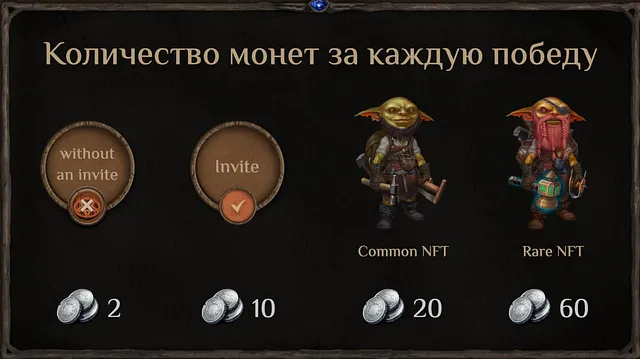 Количество монет за каждую победу
without
an invite
Invite
Common NFT
Rare NFT
2
10
20
60